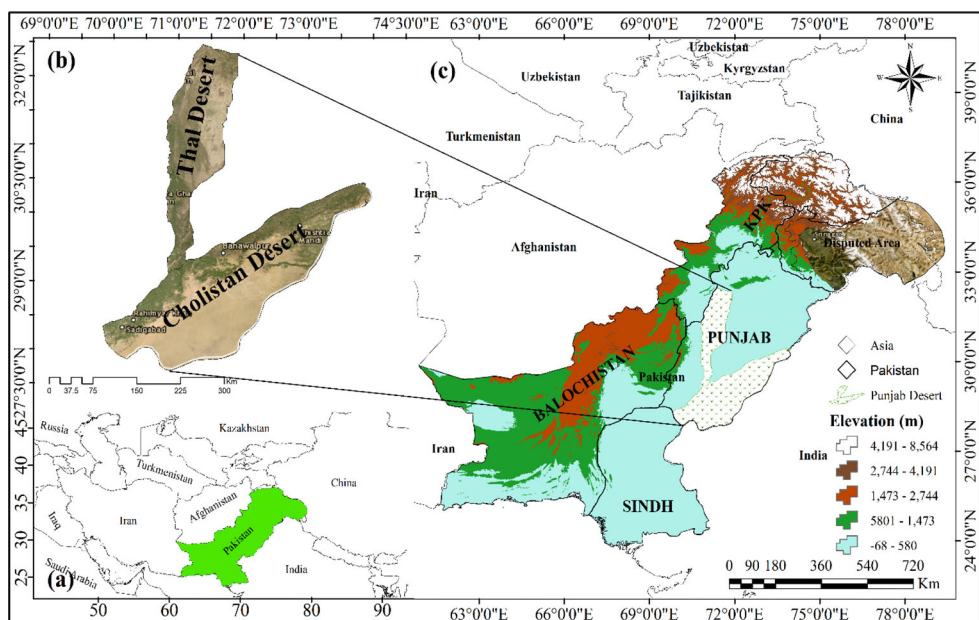 69°0'0"E 70°0'0"E 71°0'0"E 72°0'0"E 73°0'0"E 74°30' 63°0'0"E 66°0'0"E 69°0'0"E 72°0'0"E 75°0'0"E 78°0'0"E
(b)
Thal Desert
Bahawalpur
Mandi
Cholistan Desert
Sadiqabad
0 37.5 75 150 225 300
Km
32°0'0"N
30°30'0"N
29°0'0"N
27°30'0"N
(c)
Uzbekistan
Kyrgyzstan
Uzbekistan
Tajikistan
China
Turkmenistan
Iran
Afghanistan
KPK
Disputed Area
PUNJAB
BALOCHISTAN
Pakistan
Iran
India
SINDH
N
W
E
S
39°0'0"N
36°0'0"N
33°0'0"N
30°0'0"N
27°0'0"N
24°0'0"N
Asia
Pakistan
Punjab Desert
Elevation (m)
4,191 - 8,564
2,744 - 4,191
1,473 - 2,744
5801 - 1,473
-68 - 580
0 90 180 360 540 720
Km
45
40
35
30
25
Russia
Kazakhstan
Turkmenistan
China
Afghanistan
Iraq
Iran
Pakistan
Saudi Arabia
India
(a)
50 60 70 80 90
63°0'0"E 66°0'0"E 69°0'0"E 72°0'0"E 75°0'0"E 78°0'0"E